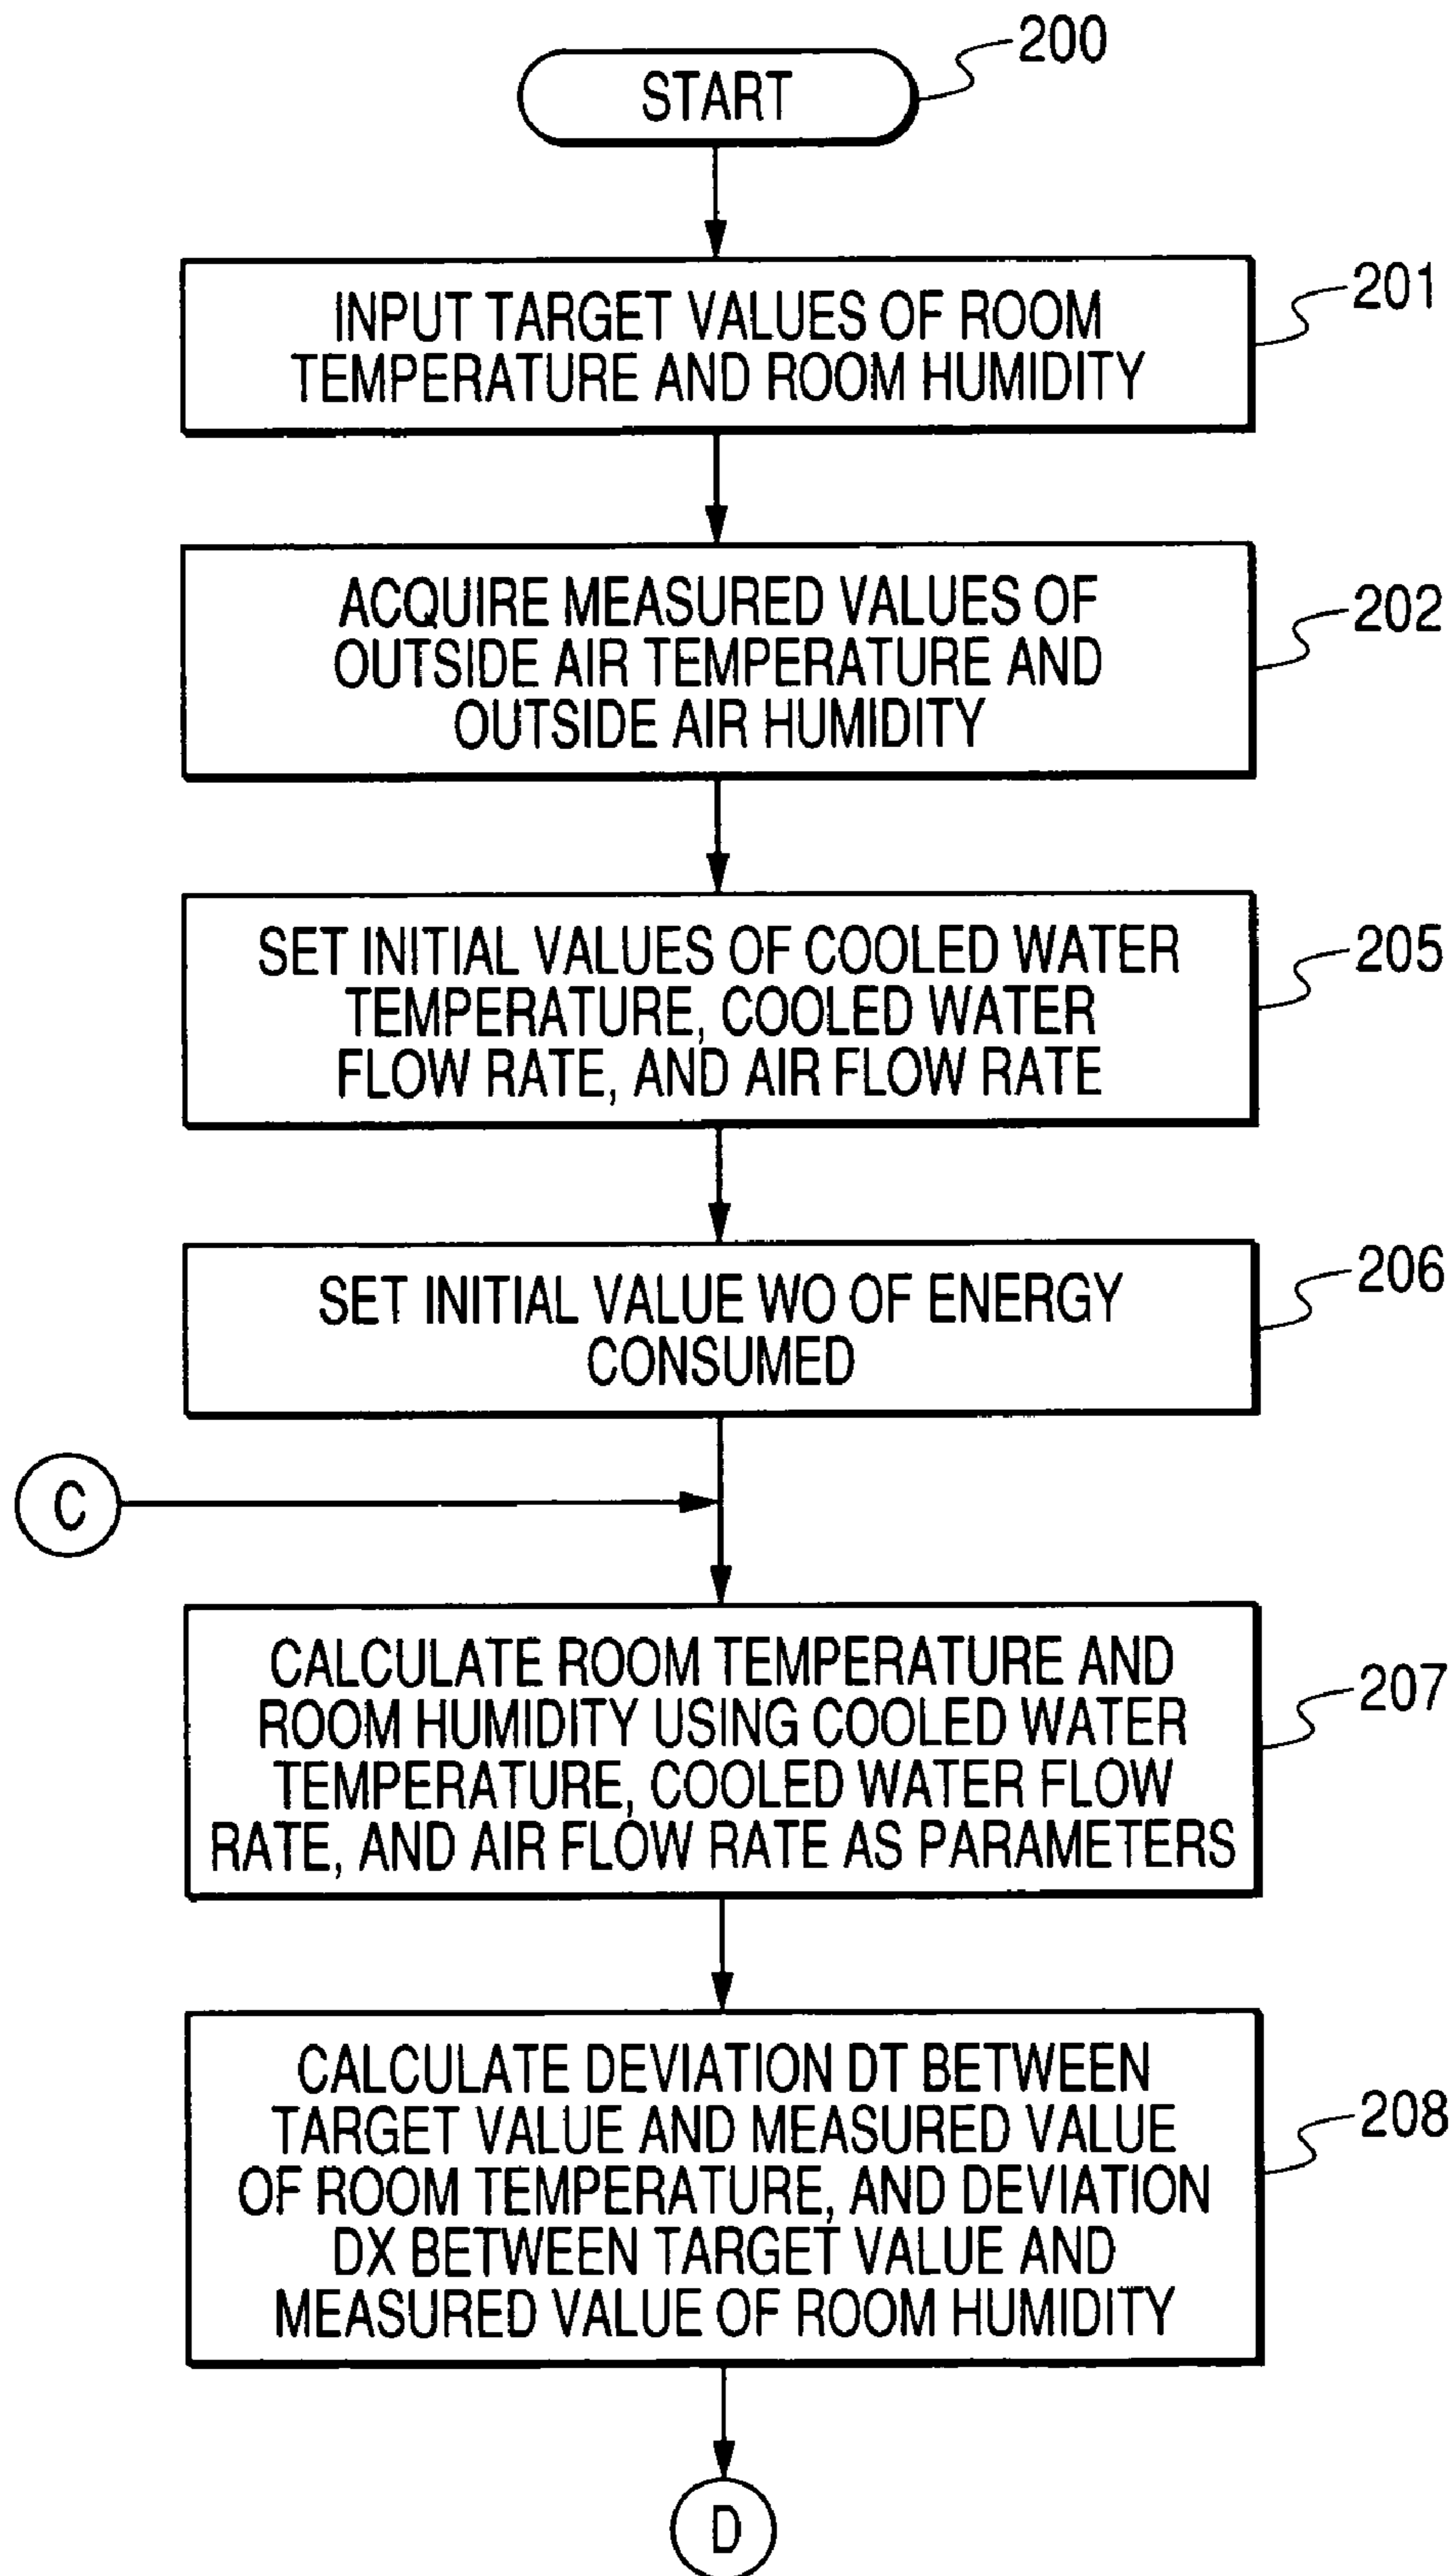 START
200
INPUT TARGET VALUES OF ROOM
TEMPERATURE AND ROOM HUMIDITY
201
ACQUIRE MEASURED VALUES OF
OUTSIDE AIR TEMPERATURE AND
OUTSIDE AIR HUMIDITY
202
SET INITIAL VALUES OF COOLED WATER
TEMPERATURE, COOLED WATER
FLOW RATE, AND AIR FLOW RATE
205
SET INITIAL VALUE WO OF ENERGY
CONSUMED
206
C
CALCULATE ROOM TEMPERATURE AND
ROOM HUMIDITY USING COOLED WATER
TEMPERATURE, COOLED WATER FLOW
RATE, AND AIR FLOW RATE AS PARAMETERS
207
CALCULATE DEVIATION DT BETWEEN
TARGET VALUE AND MEASURED VALUE
OF ROOM TEMPERATURE, AND DEVIATION
DX BETWEEN TARGET VALUE AND
MEASURED VALUE OF ROOM HUMIDITY
208
D